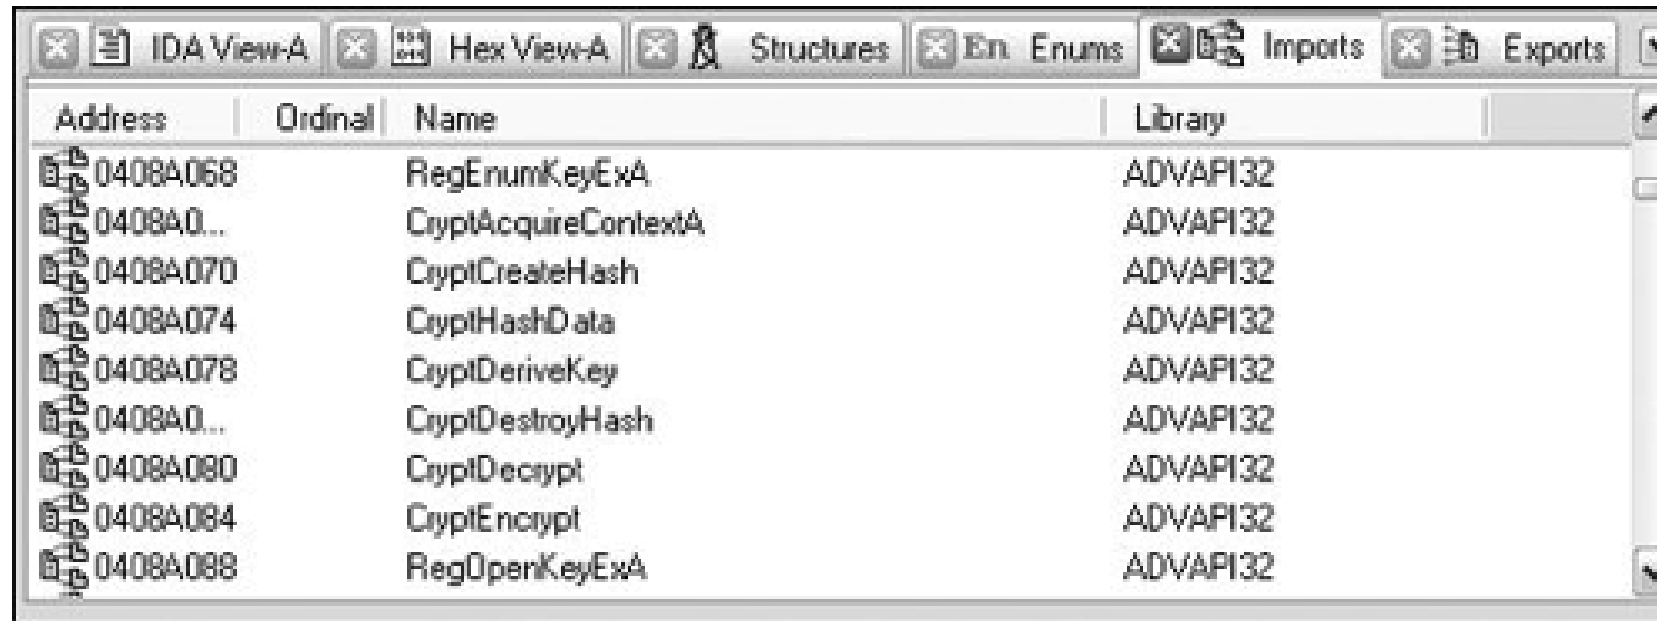 IDA View-A Hex View-A Structures En Enums Imports Exports
Address Ordinal Name Library
0408A068 RegEnumKeyExA ADVAPI32
0408A0... CryptAcquireContextA ADVAPI32
0408A070 CryptCreateHash ADVAPI32
0408A074 CryptHashData ADVAPI32
0408A078 CryptDeriveKey ADVAPI32
0408A0... CryptDestroyHash ADVAPI32
0408A080 CryptDecrypt ADVAPI32
0408A084 CryptEncrypt ADVAPI32
0408A088 RegOpenKeyExA ADVAPI32